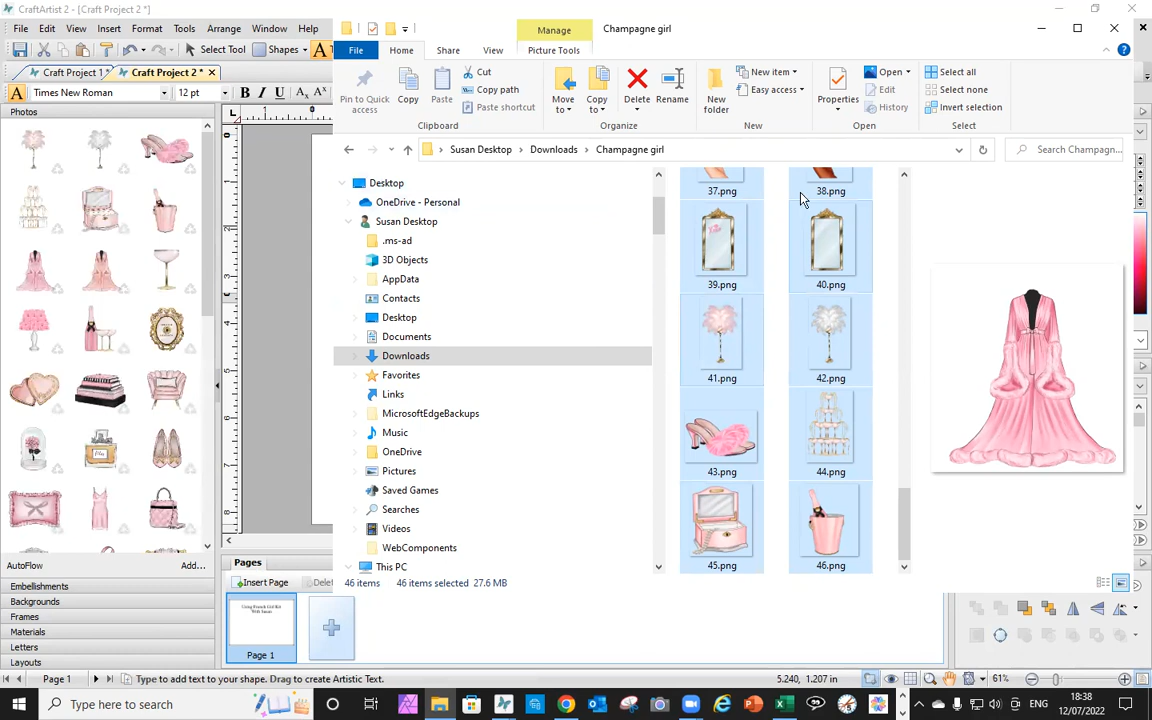 CraftArtist 2 - [Craft Project 2 *]
Champagne girl
Manage
File Edit View Insert Format Tools Arrange Window Help
File Home Share View Picture Tools
Select Tool Shapes
Craft Project 1 * Craft Project 2 *
Times New Roman 12 pt B I U
Photos
Pin to Quick access
Copy
Paste
Cut
Copy path
Paste shortcut
Clipboard
Move to
Copy to
Delete
Rename
Organize
New folder
New item
Easy access
New
Properties
Open
Edit
History
Open
Select all
Select none
Invert selection
Select
Susan Desktop > Downloads > Champagne girl
Search Champagn...
Desktop
OneDrive - Personal
Susan Desktop
.ms-ad
3D Objects
AppData
Contacts
Desktop
Documents
Downloads
Favorites
Links
MicrosoftEdgeBackups
Music
OneDrive
Pictures
Saved Games
Searches
Videos
WebComponents
This PC
37.png 38.png
39.png 40.png
41.png 42.png
43.png 44.png
45.png 46.png
46 items 46 items selected 27.6 MB
AutoFlow Add...
Embellishments
Backgrounds
Frames
Materials
Letters
Layouts
Pages
Insert Page
Page 1
Page 1 Type to add text to your shape. Drag to create Artistic Text. 5.240, 1.207 in 61%
Type here to search
ENG
18:38
12/07/2022